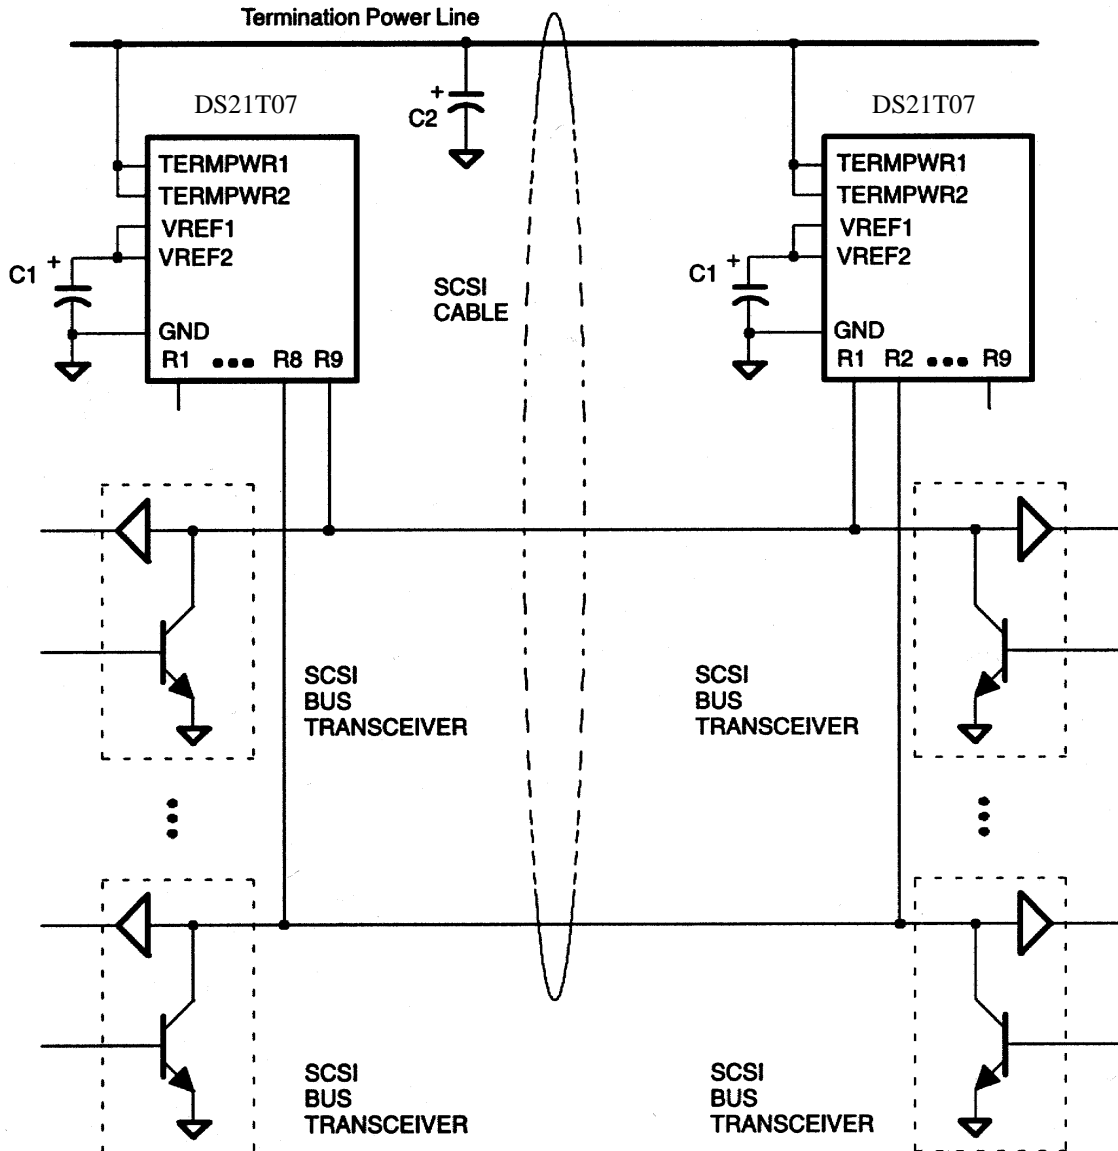 Termination Power Line
DS21T07
TERMPWR1
TERMPWR2
VREF1
VREF2
GND
R1 ••• R8 R9
+
C1
+
C2
DS21T07
TERMPWR1
TERMPWR2
VREF1
VREF2
GND
R1 R2 ••• R9
+
C1
SCSI
CABLE
SCSI
BUS
TRANSCEIVER
SCSI
BUS
TRANSCEIVER
SCSI
BUS
TRANSCEIVER
SCSI
BUS
TRANSCEIVER